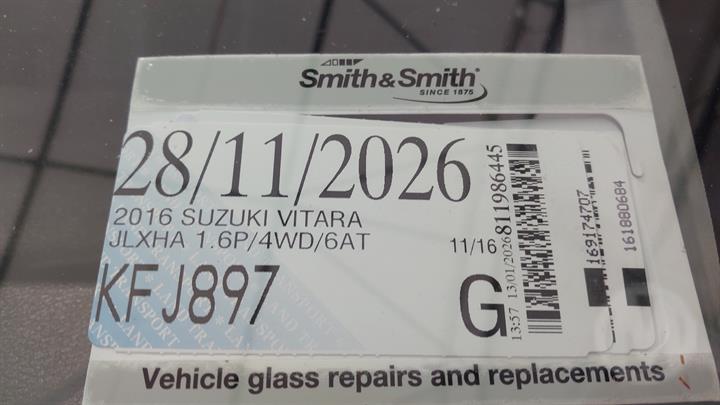 Smith&Smith®
SINCE 1875
28/11/2026
2016 SUZUKI VITARA
JLXHA 1.6P/4WD/6AT
11/16
KFJ897
G
13:57 13/01/2026
811986445
169174707
161880684
Vehicle glass repairs and replacements